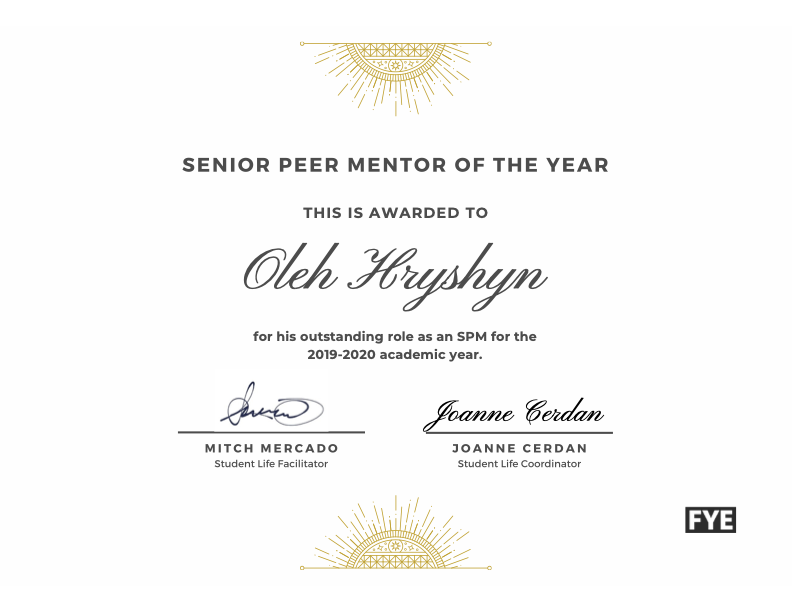 SENIOR PEER MENTOR OF THE YEAR
THIS IS AWARDED TO
Oleh Hryshyn
for his outstanding role as an SPM for the
2019-2020 academic year.
Joanne Cerdan
MITCH MERCADO
JOANNE CERDAN
Student Life Facilitator
Student Life Coordinator
FYE